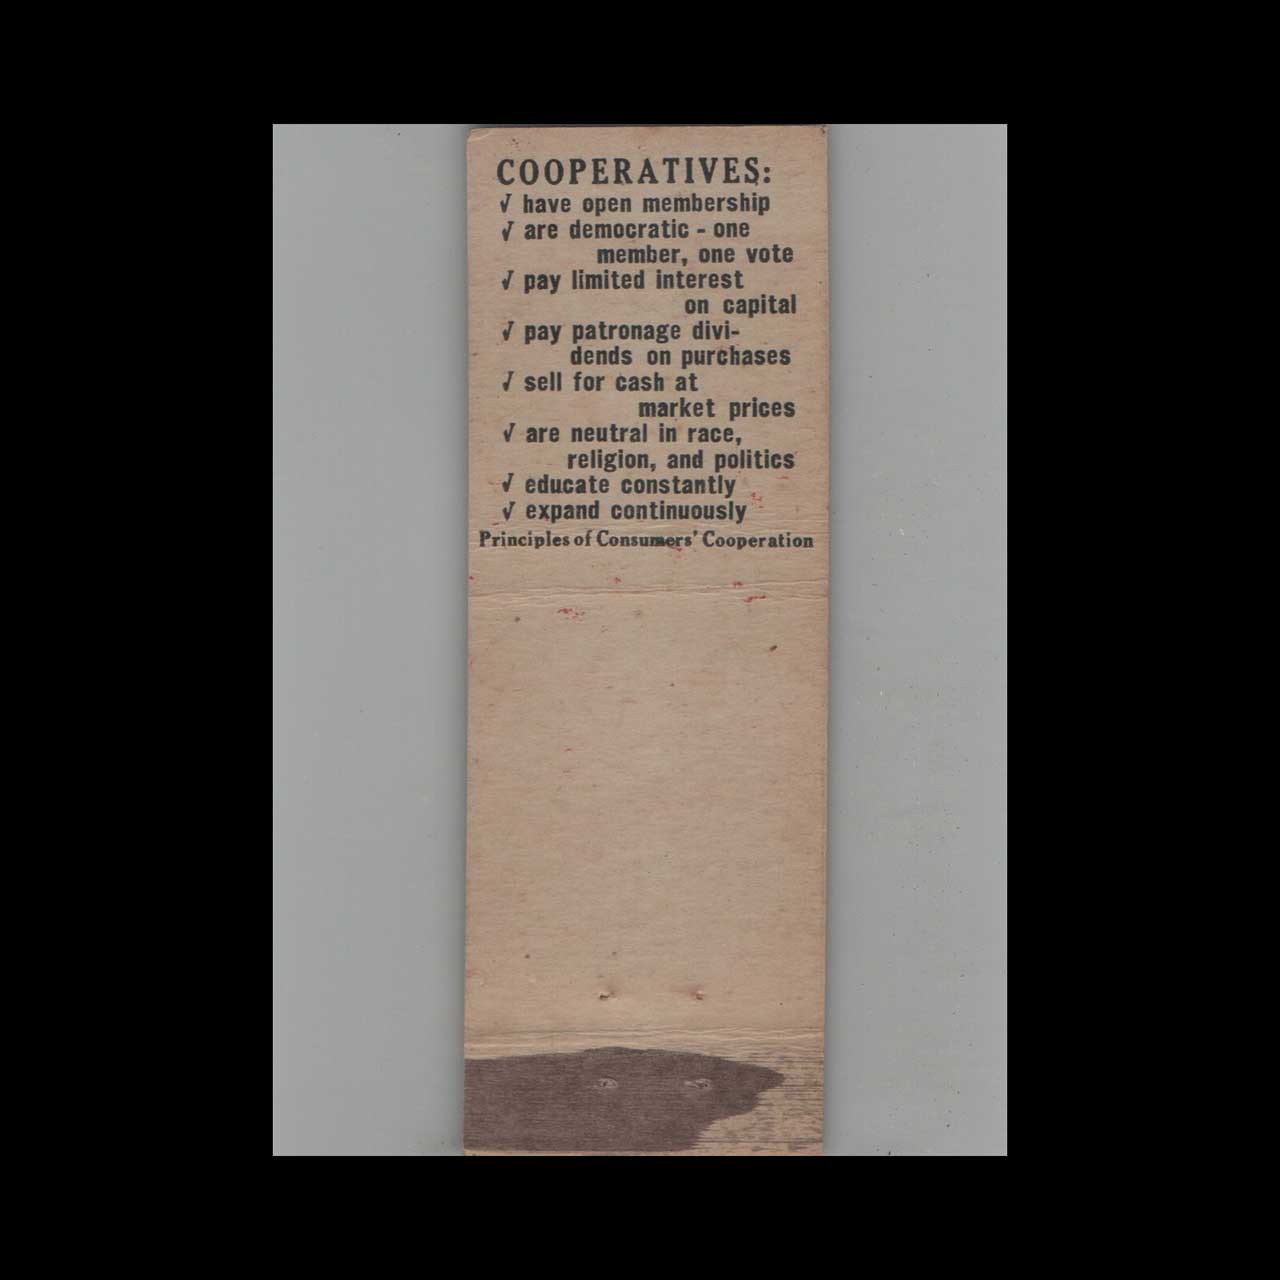 COOPERATIVES:
√ have open membership
√ are democratic - one
member, one vote
√ pay limited interest
on capital
√ pay patronage divi-
dends on purchases
√ sell for cash at
market prices
√ are neutral in race,
religion, and politics
√ educate constantly
√ expand continuously
Principles of Consumers' Cooperation